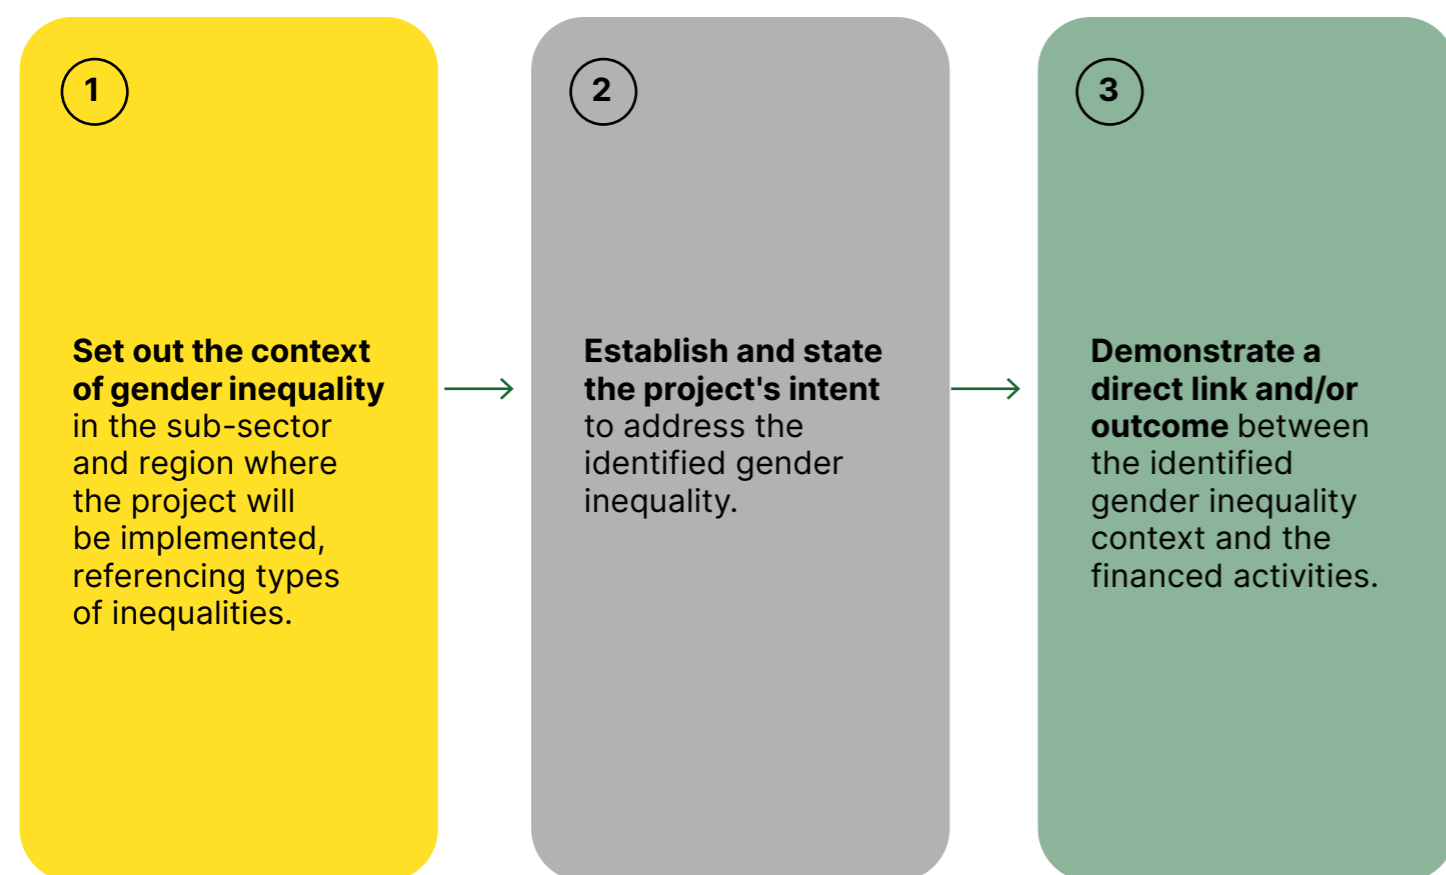 1
Set out the context
of gender inequality
in the sub-sector
and region where
the project will
be implemented,
referencing types
of inequalities.
2
Establish and state
the project's intent
to address the
identified gender
inequality.
3
Demonstrate a
direct link and/or
outcome between
the identified
gender inequality
context and the
financed activities.